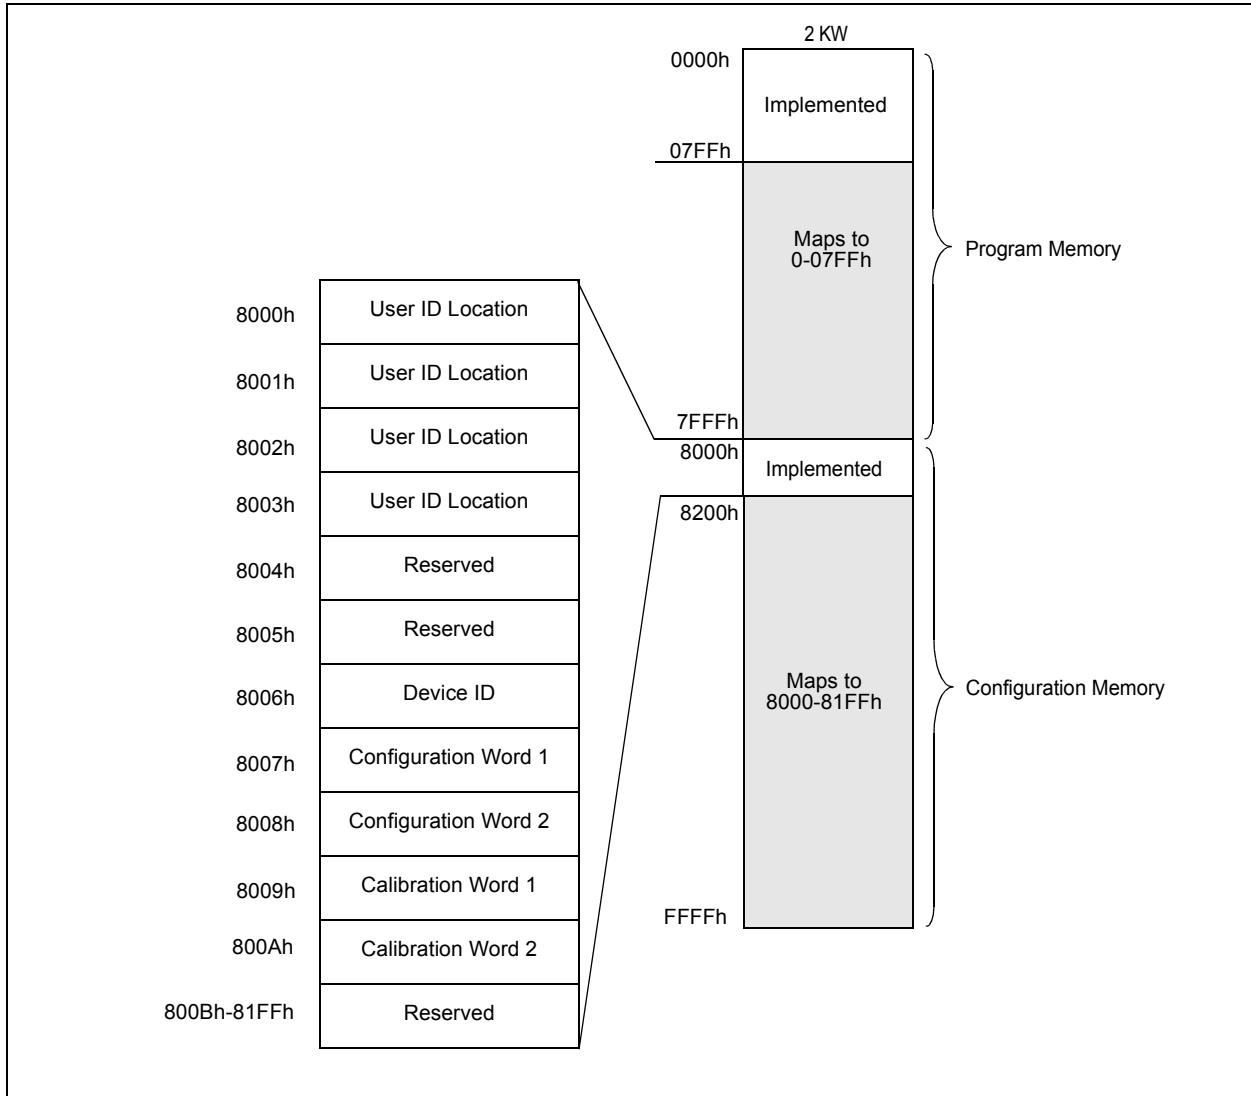 2 KW
0000h
Implemented
07FFh
Maps to
0-07FFh
Program Memory
7FFFh
8000h
Implemented
8200h
Maps to
8000-81FFh
Configuration Memory
FFFFh
8000h
User ID Location
8001h
User ID Location
8002h
User ID Location
8003h
User ID Location
8004h
Reserved
8005h
Reserved
8006h
Device ID
8007h
Configuration Word 1
8008h
Configuration Word 2
8009h
Calibration Word 1
800Ah
Calibration Word 2
800Bh-81FFh
Reserved